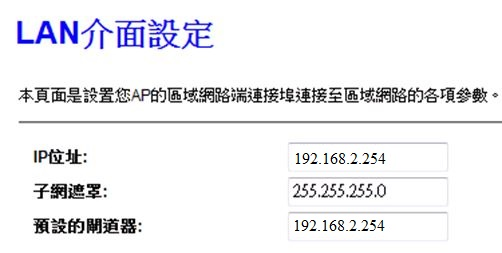 LAN介面設定
本頁面是設置您AP的區域網路端連接埠連接至區域網路的各項參數。
IP位址: 192.168.2.254
子網遮罩: 255.255.255.0
預設的閘道器: 192.168.2.254